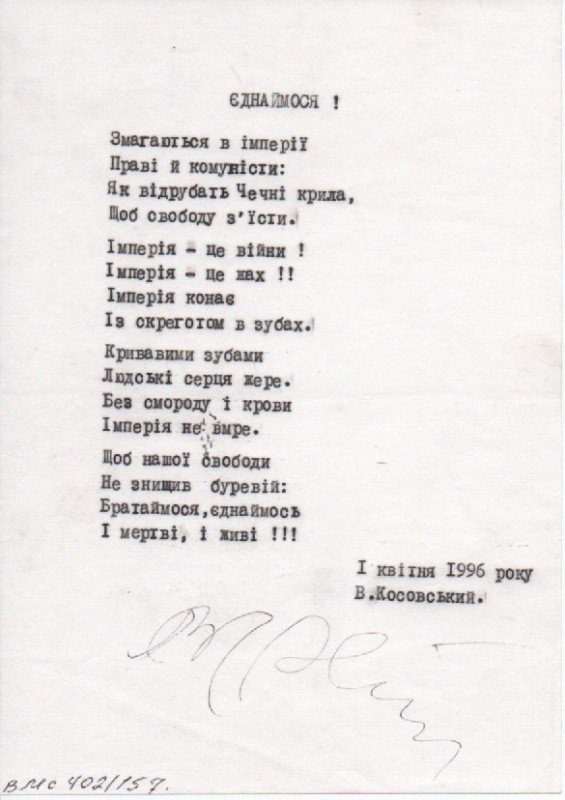 ЄДНАЙМОСЯ !
Змагаються в імперії
Праві й комуністи:
Як відрубать Чечні крила,
Щоб свободу з'їсти.
Імперія - це війни !
Імперія - це жах !!
Імперія конає
Із скреготом в зубах.
Кривавими зубами
Людські серця жере.
Без смороду і крови
Імперія не вмре.
Щоб нашої свободи
Не знищив буревій:
Братаймося,єднаймось
І мертві, і живі !!!
І квітня І996 року
В.Косовський.
ВМС 402/157.